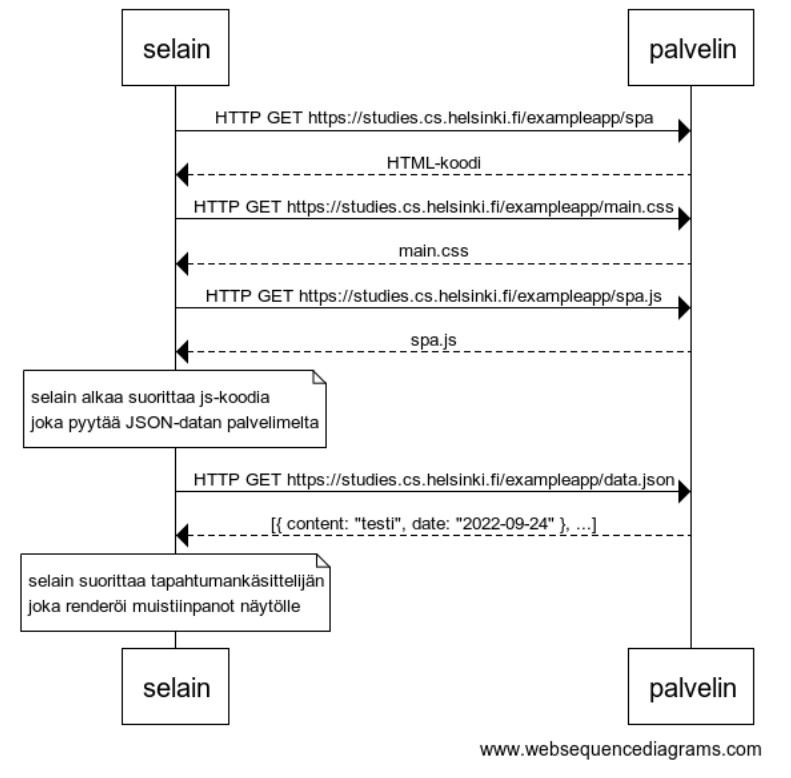 selain palvelin
HTTP GET https://studies.cs.helsinki.fi/exampleapp/spa
HTML-koodi
HTTP GET https://studies.cs.helsinki.fi/exampleapp/main.css
main.css
HTTP GET https://studies.cs.helsinki.fi/exampleapp/spa.js
spa.js
selain alkaa suorittaa js-koodia
joka pyytää JSON-datan palvelimelta
HTTP GET https://studies.cs.helsinki.fi/exampleapp/data.json
[{ content: "testi", date: "2022-09-24" }, ...]
selain suorittaa tapahtumankäsittelijän
joka renderöi muistiinpanot näytölle
selain palvelin
www.websequencediagrams.com